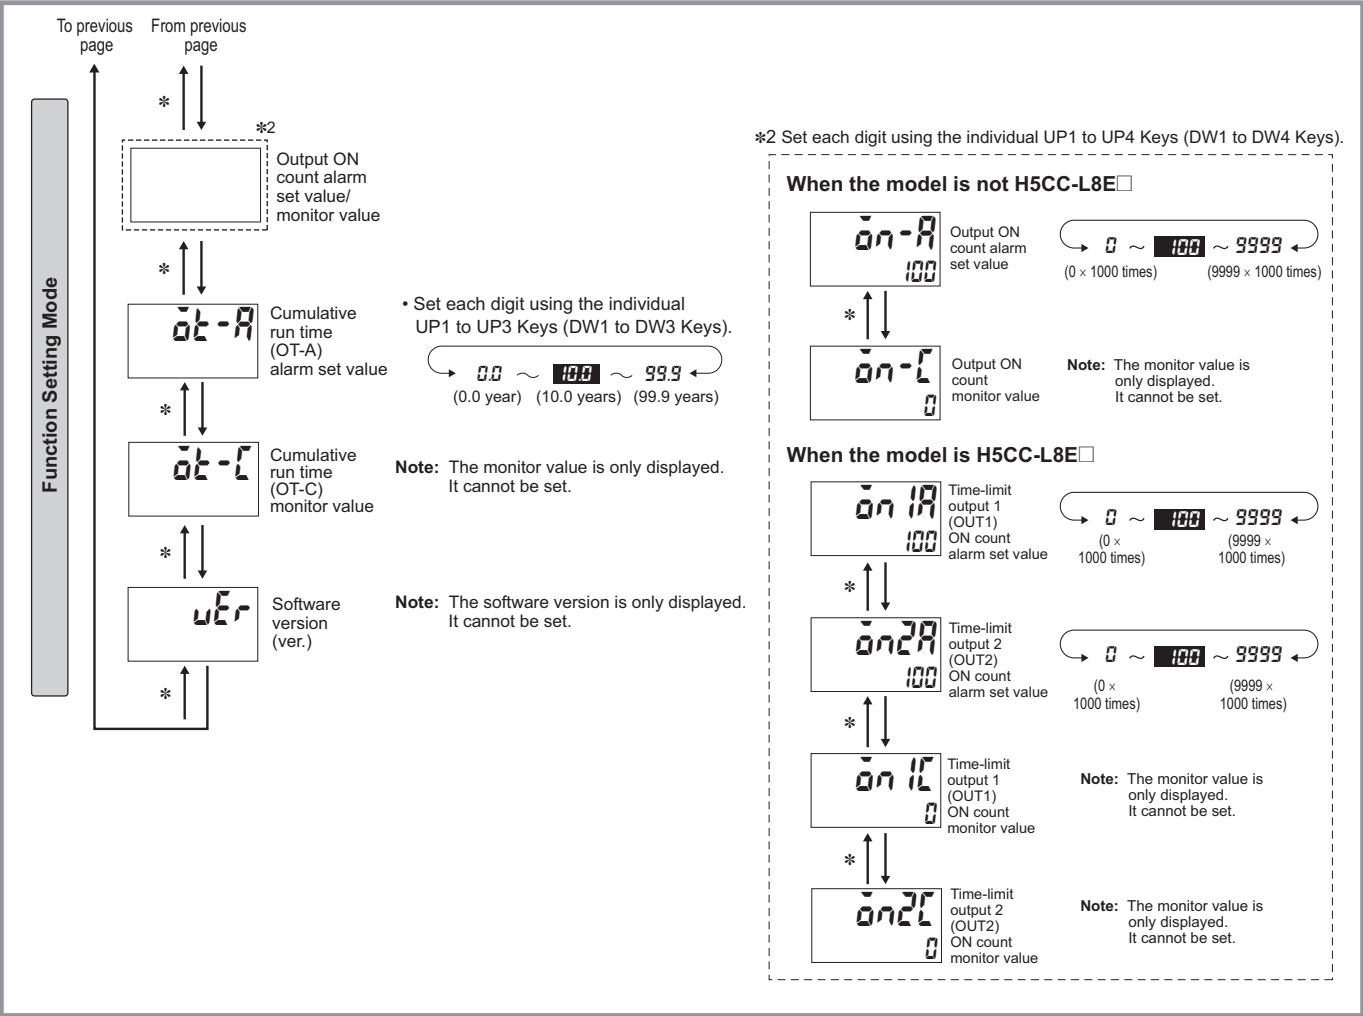 To previous page
From previous page
*
*2
Output ON
count alarm
set value/
monitor value
*
Function Setting Mode
ōt-A
Cumulative
run time
(OT-A)
alarm set value
• Set each digit using the individual
UP1 to UP3 Keys (DW1 to DW3 Keys).
0.0 ~ 10.0 ~ 99.9
(0.0 year) (10.0 years) (99.9 years)
*
ōt-C
Cumulative
run time
(OT-C)
monitor value
Note: The monitor value is only displayed.
It cannot be set.
*
vEr
Software
version
(ver.)
Note: The software version is only displayed.
It cannot be set.
*
*2 Set each digit using the individual UP1 to UP4 Keys (DW1 to DW4 Keys).
When the model is not H5CC-L8E□
ōn-A
100
Output ON
count alarm
set value
0 ~ 100 ~ 9999
(0 × 1000 times) (9999 × 1000 times)
*
ōn-C
0
Output ON
count
monitor value
Note: The monitor value is
only displayed.
It cannot be set.
When the model is H5CC-L8E□
ōn1A
100
Time-limit
output 1
(OUT1)
ON count
alarm set value
0 ~ 100 ~ 9999
(0 ×
1000 times)
(9999 ×
1000 times)
*
ōn2A
100
Time-limit
output 2
(OUT2)
ON count
alarm set value
0 ~ 100 ~ 9999
(0 ×
1000 times)
(9999 ×
1000 times)
*
ōn1C
0
Time-limit
output 1
(OUT1)
ON count
monitor value
Note: The monitor value is
only displayed.
It cannot be set.
*
ōn2C
0
Time-limit
output 2
(OUT2)
ON count
monitor value
Note: The monitor value is
only displayed.
It cannot be set.